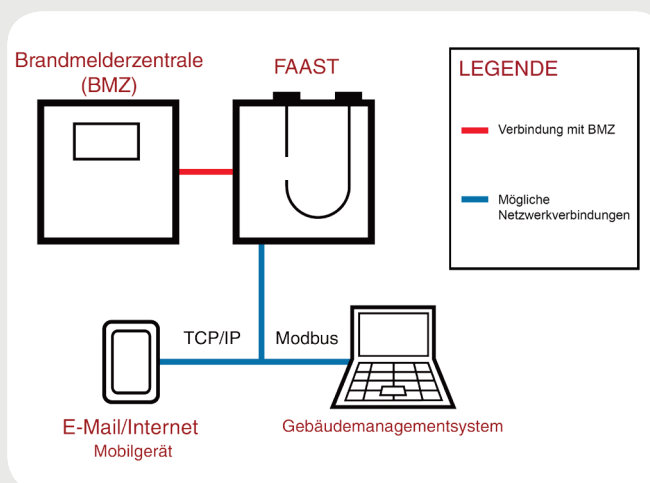 Brandmelderzentrale
(BMZ)
FAAST
LEGENDE
Verbindung mit BMZ
Mögliche
Netzwerkverbindungen
TCP/IP
Modbus
E-Mail/Internet
Mobilgerät
Gebäudemanagementsystem